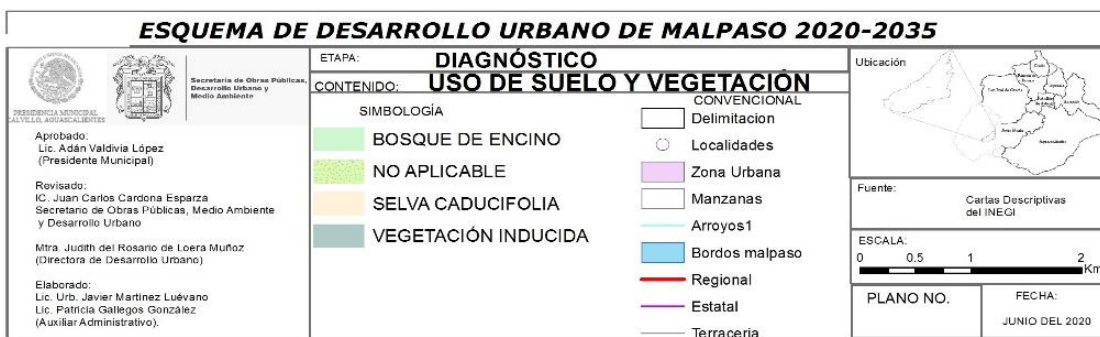 ESQUEMA DE DESARROLLO URBANO DE MALPASO 2020-2035
PRESIDENCIA MUNICIPAL
CALVILLO, AGUASCALIENTES
Secretaría de Obras Públicas,
Desarrollo Urbano y
Medio Ambiente
Aprobado:
Lic. Adán Valdivia López
(Presidente Municipal)
Revisado:
IC. Juan Carlos Cardona Esparza
Secretario de Obras Públicas, Medio Ambiente
y Desarrollo Urbano
Mtra. Judith del Rosario de Loera Muñoz
(Directora de Desarrollo Urbano)
Elaborado:
Lic. Urb. Javier Martínez Luévano
Lic. Patricia Gallegos González
(Auxiliar Administrativo).
ETAPA: DIAGNÓSTICO
CONTENIDO: USO DE SUELO Y VEGETACIÓN
SIMBOLOGÍA
BOSQUE DE ENCINO
NO APLICABLE
SELVA CADUCIFOLIA
VEGETACIÓN INDUCIDA
CONVENCIONAL
Delimitacion
Localidades
Zona Urbana
Manzanas
Arroyos1
Bordos malpaso
Regional
Estatal
Terraceria
Ubicación
Fuente:
Cartas Descriptivas
del INEGI
ESCALA:
0 0.5 1 2
Km
PLANO NO.
FECHA:
JUNIO DEL 2020